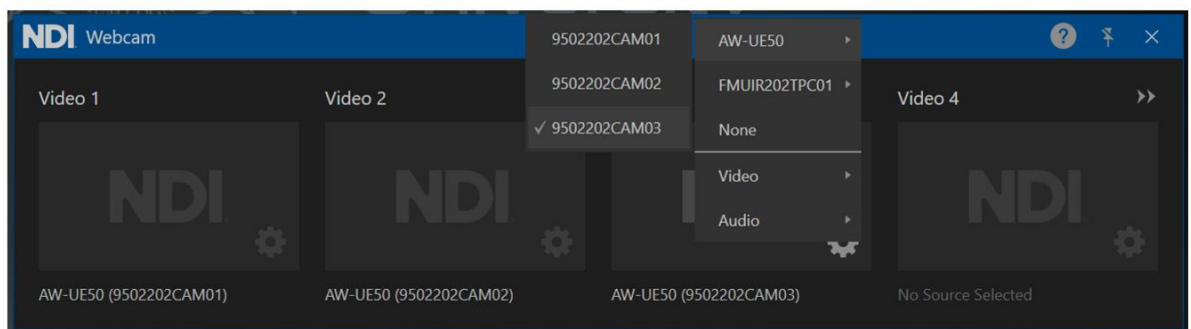 NDI Webcam
9502202CAM01
9502202CAM02
✓ 9502202CAM03
AW-UE50
FMUIR202TPC01
None
Video
Audio
?
Video 1
Video 2
Video 4
NDI
NDI
NDI
AW-UE50 (9502202CAM01)
AW-UE50 (9502202CAM02)
AW-UE50 (9502202CAM03)
No Source Selected